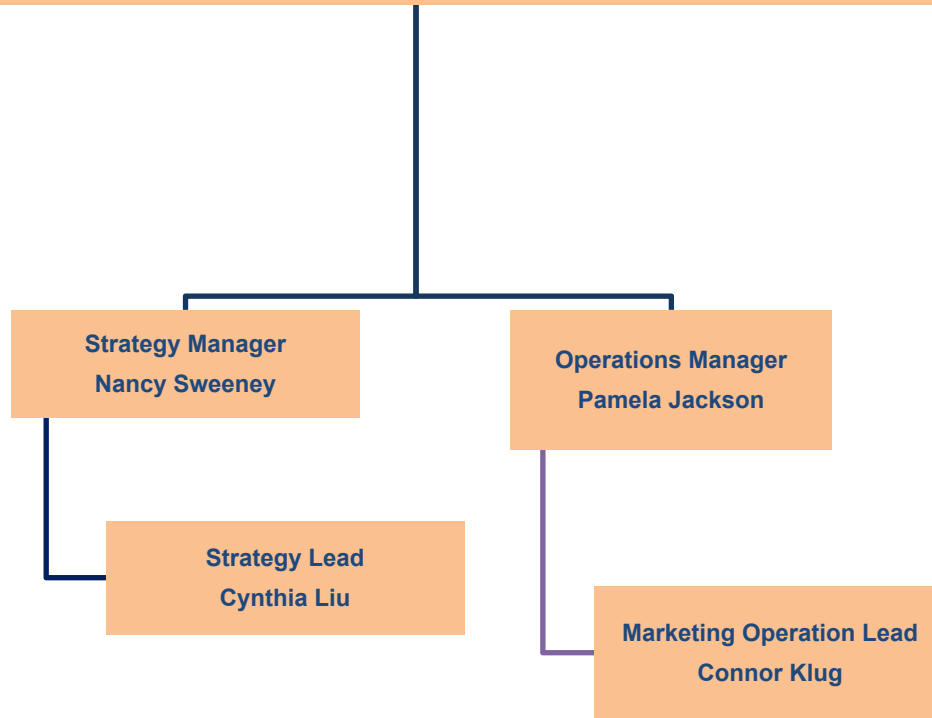 Strategy Manager
Nancy Sweeney
Operations Manager
Pamela Jackson
Strategy Lead
Cynthia Liu
Marketing Operation Lead
Connor Klug